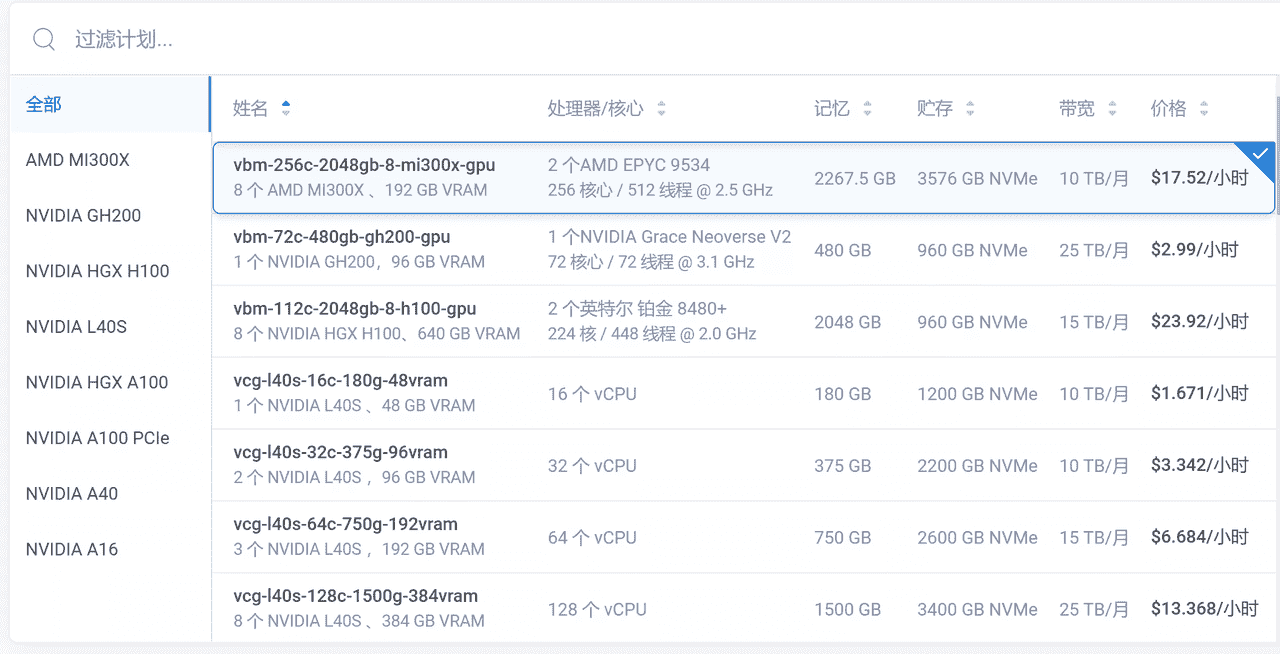 过滤计划...
全部
AMD MI300X
NVIDIA GH200
NVIDIA HGX H100
NVIDIA L40S
NVIDIA HGX A100
NVIDIA A100 PCIe
NVIDIA A40
NVIDIA A16
姓名 处理器/核心 记忆 贮存 带宽 价格
vbm-256c-2048gb-8-mi300x-gpu 2 个AMD EPYC 9534
8 个 AMD MI300X 、192 GB VRAM 256 核心 / 512 线程 @ 2.5 GHz 2267.5 GB 3576 GB NVMe 10 TB/月 $17.52/小时
vbm-72c-480gb-gh200-gpu 1 个NVIDIA Grace Neoverse V2
1 个 NVIDIA GH200，96 GB VRAM 72 核心 / 72 线程 @ 3.1 GHz 480 GB 960 GB NVMe 25 TB/月 $2.99/小时
vbm-112c-2048gb-8-h100-gpu 2 个英特尔 铂金 8480+
8 个 NVIDIA HGX H100、640 GB VRAM 224 核 / 448 线程 @ 2.0 GHz 2048 GB 960 GB NVMe 15 TB/月 $23.92/小时
vcg-l40s-16c-180g-48vram
1 个 NVIDIA L40S 、48 GB VRAM 16 个 vCPU 180 GB 1200 GB NVMe 10 TB/月 $1.671/小时
vcg-l40s-32c-375g-96vram
2 个 NVIDIA L40S ，96 GB VRAM 32 个 vCPU 375 GB 2200 GB NVMe 10 TB/月 $3.342/小时
vcg-l40s-64c-750g-192vram
3 个 NVIDIA L40S ，192 GB VRAM 64 个 vCPU 750 GB 2600 GB NVMe 15 TB/月 $6.684/小时
vcg-l40s-128c-1500g-384vram
8 个 NVIDIA L40S 、384 GB VRAM 128 个 vCPU 1500 GB 3400 GB NVMe 25 TB/月 $13.368/小时